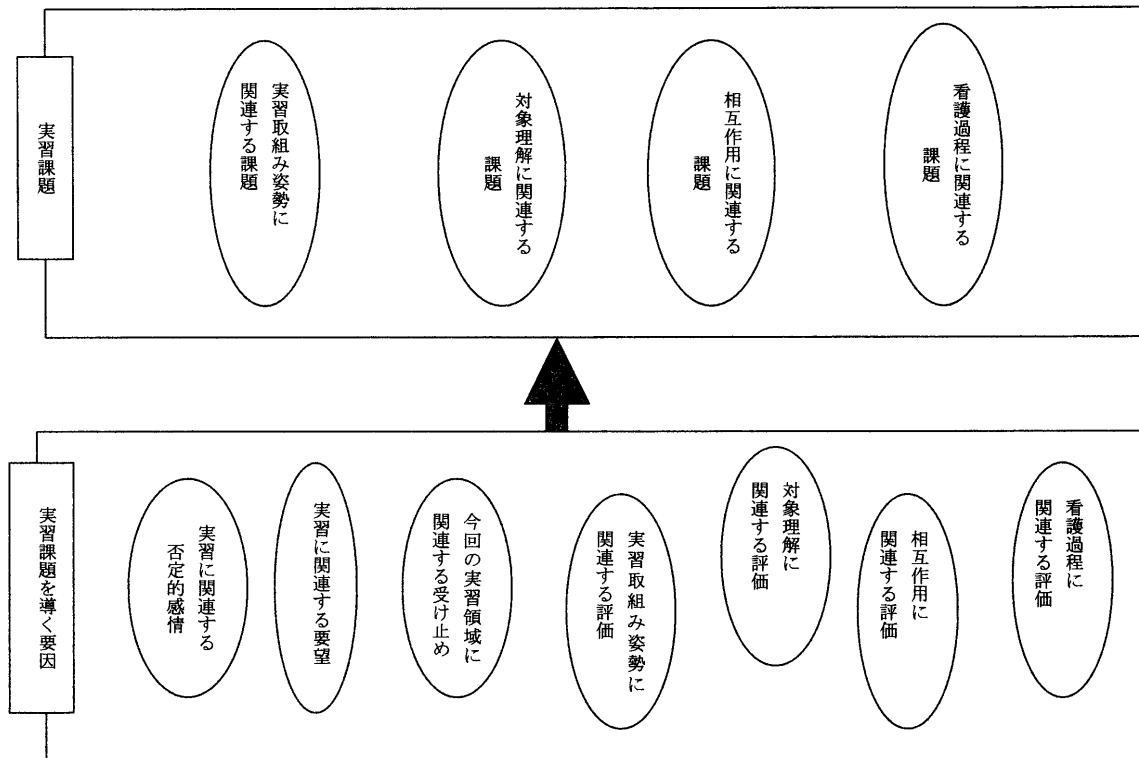 実習課題
実習取組み姿勢に
関連する課題
対象理解に関連する
課題
相互作用に関連する
課題
看護過程に関連する
課題
実習課題を導く要因
実習に関連する
否定的感情
実習に関連する要望
今回の実習領域に
関連する受け止め
実習取組み姿勢に
関連する評価
対象理解に
関連する評価
相互作用に
関連する評価
看護過程に
関連する評価